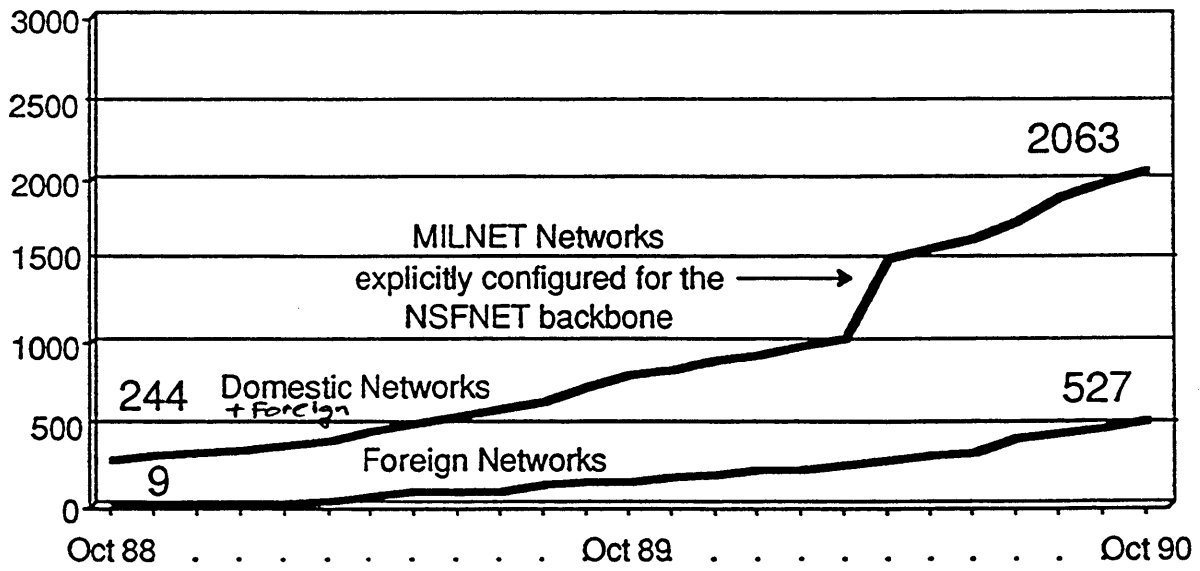 3000
2500
2000
1500
1000
500
0
2063
MILNET Networks
explicitly configured for the
NSFNET backbone
244
Domestic Networks
+ Foreign
527
Foreign Networks
9
Oct 88 . . . . . . . . . . . Oct 89 . . . . . . . . . . . Oct 90